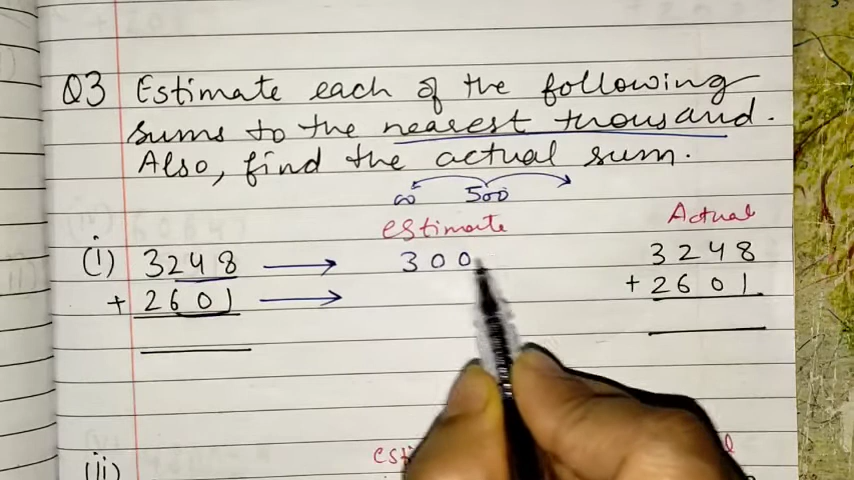 Q3 Estimate each of the following
sums to the nearest thousand.
Also, find the actual sum.
00 500
estimate Actual
(i) 3248 → 300 3248
+ 2601 → + 2601
(ii)